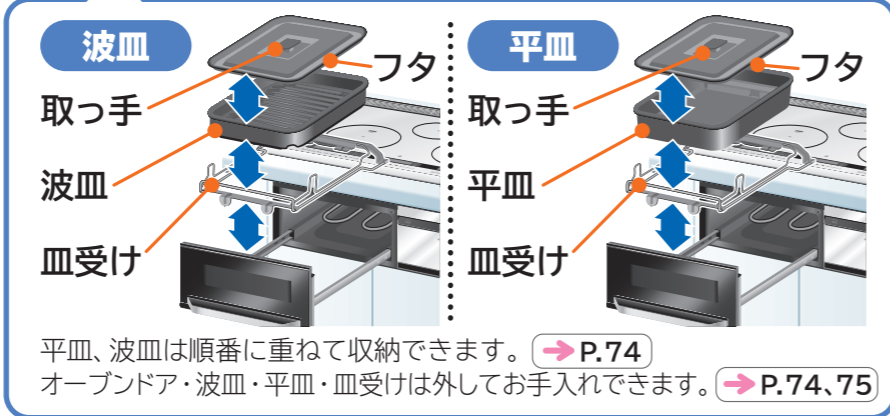 波皿
フタ
取っ手
波皿
皿受け
平皿
フタ
取っ手
平皿
皿受け
平皿、波皿は順番に重ねて収納できます。 ➔P.74
オーブンドア・波皿・平皿・皿受けは外してお手入れできます。 ➔P.74、75